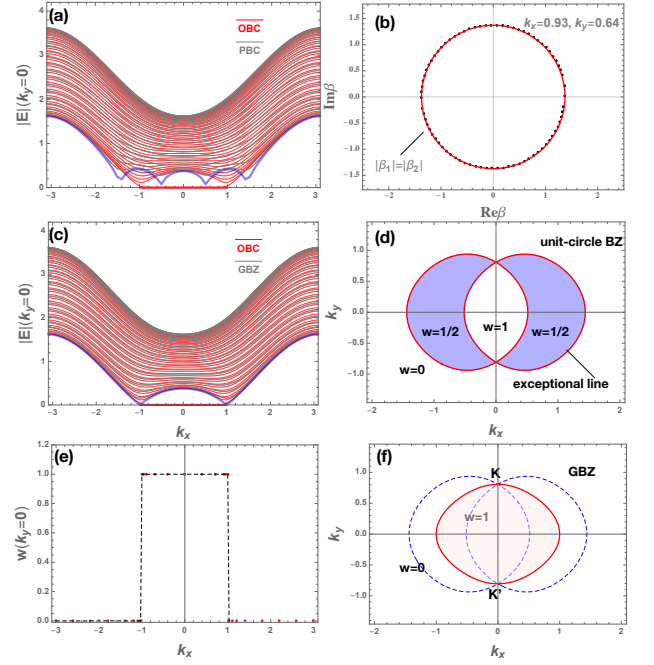 (a)
OBC
PBC
|E|(k_y=0)
4
3
2
1
0
-3 -2 -1 0 1 2 3
(b)
k_x=0.93, k_y=0.64
Imβ
1.5
1.0
0.5
0.0
-0.5
-1.0
-1.5
|β_1|=|β_2|
-2 -1 0 1 2
Reβ
(c)
OBC
GBZ
|E|(k_y=0)
4
3
2
1
0
-3 -2 -1 0 1 2 3
k_x
(d)
unit-circle BZ
k_y
1.0
0.5
0.0
-0.5
-1.0
w=1/2
w=1
w=1/2
w=0
exceptional line
-2 -1 0 1 2
k_x
(e)
w(k_y=0)
1.2
1.0
0.8
0.6
0.4
0.2
0.0
-3 -2 -1 0 1 2 3
k_x
(f)
K
GBZ
k_y
1.0
0.5
0.0
-0.5
-1.0
w=1
w=0
K'
-2 -1 0 1 2
k_x